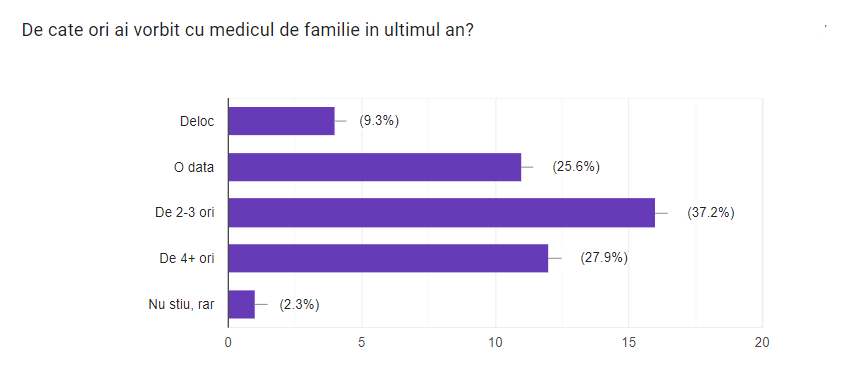 De cate ori ai vorbit cu medicul de familie in ultimul an?
Deloc (9.3%)
O data (25.6%)
De 2-3 ori (37.2%)
De 4+ ori (27.9%)
Nu stiu, rar (2.3%)
0 5 10 15 20